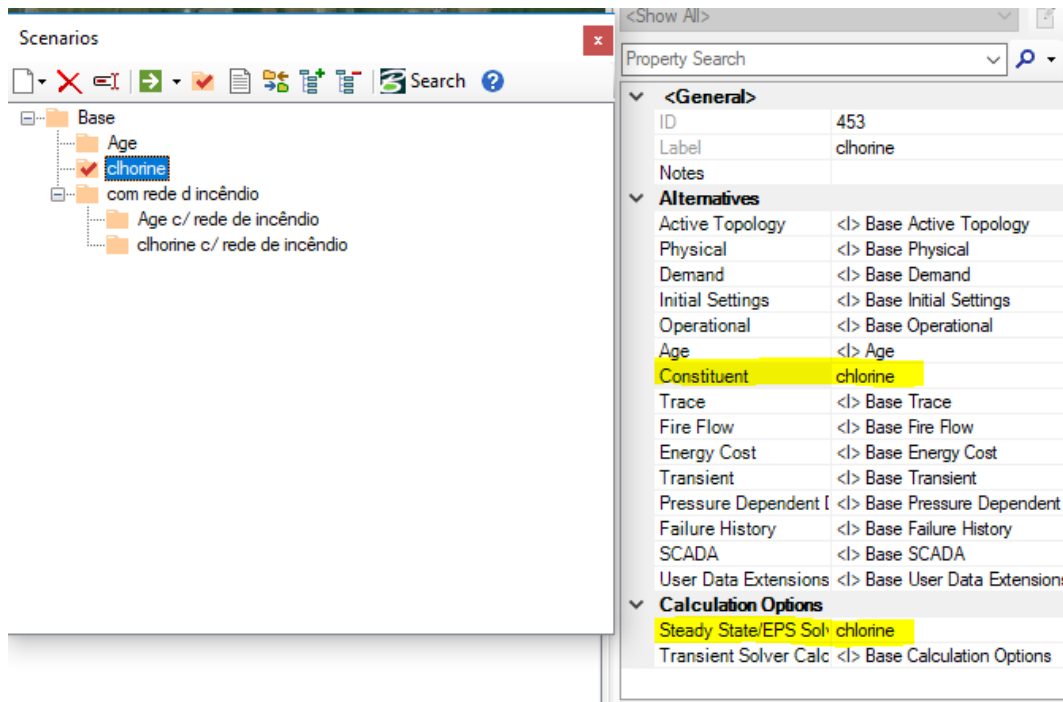 Scenarios
x
Search
Base
Age
clhorine
com rede d incêndio
Age c/ rede de incêndio
clhorine c/ rede de incêndio
<Show All>
Property Search
<General>
ID 453
Label clhorine
Notes
Alternatives
Active Topology <I> Base Active Topology
Physical <I> Base Physical
Demand <I> Base Demand
Initial Settings <I> Base Initial Settings
Operational <I> Base Operational
Age <I> Age
Constituent chlorine
Trace <I> Base Trace
Fire Flow <I> Base Fire Flow
Energy Cost <I> Base Energy Cost
Transient <I> Base Transient
Pressure Dependent D <I> Base Pressure Dependent
Failure History <I> Base Failure History
SCADA <I> Base SCADA
User Data Extensions <I> Base User Data Extensions
Calculation Options
Steady State/EPS Solv chlorine
Transient Solver Calc <I> Base Calculation Options